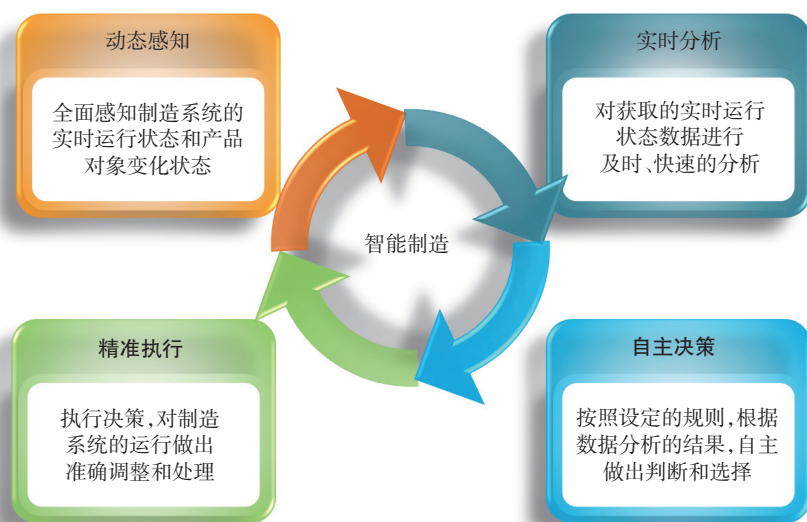 动态感知
全面感知制造系统的
实时运行状态和产品
对象变化状态
实时分析
对获取的实时运行
状态数据进行
及时、快速的分析
智能制造
精准执行
执行决策,对制造
系统的运行做出
准确调整和处理
自主决策
按照设定的规则,根据
数据分析的结果,自主
做出判断和选择